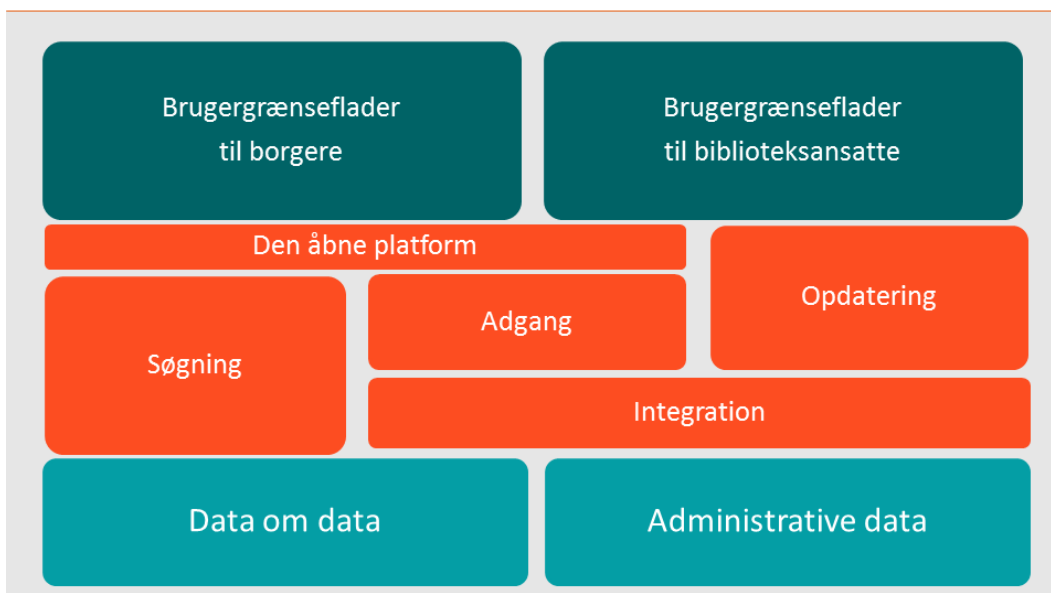 Brugergrænseflader
til borgere
Brugergrænseflader
til biblioteksansatte
Den åbne platform
Opdatering
Adgang
Søgning
Integration
Data om data
Administrative data